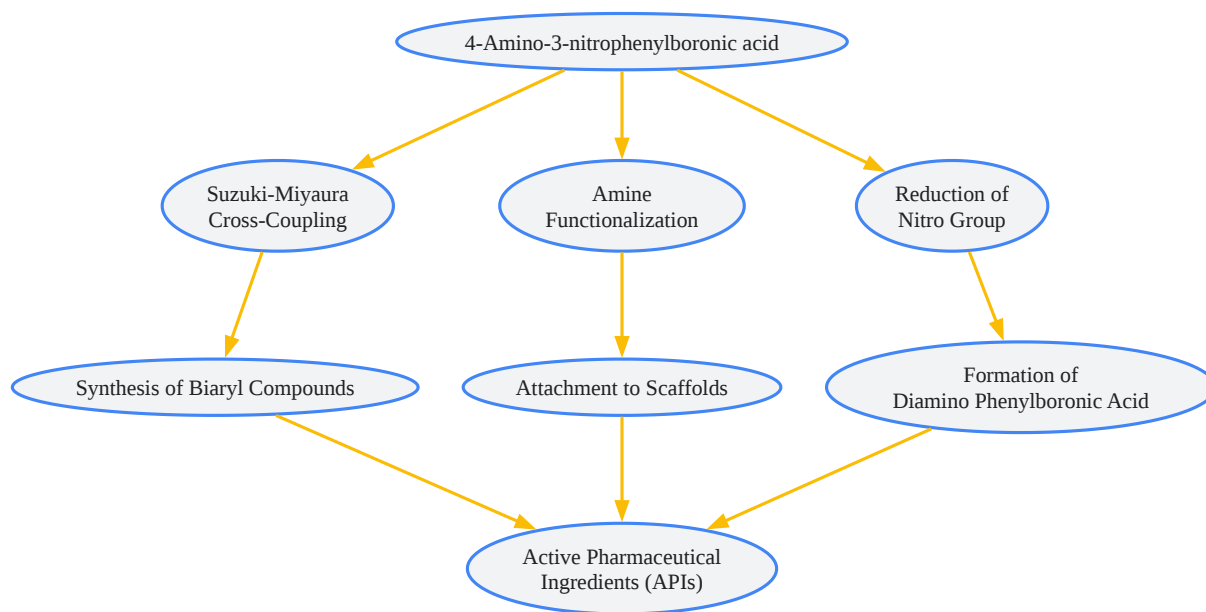 4-Amino-3-nitrophenylboronic acid
Suzuki-Miyaura
Cross-Coupling
Amine
Functionalization
Reduction of
Nitro Group
Synthesis of Biaryl Compounds
Attachment to Scaffolds
Formation of
Diamino Phenylboronic Acid
Active Pharmaceutical
Ingredients (APIs)